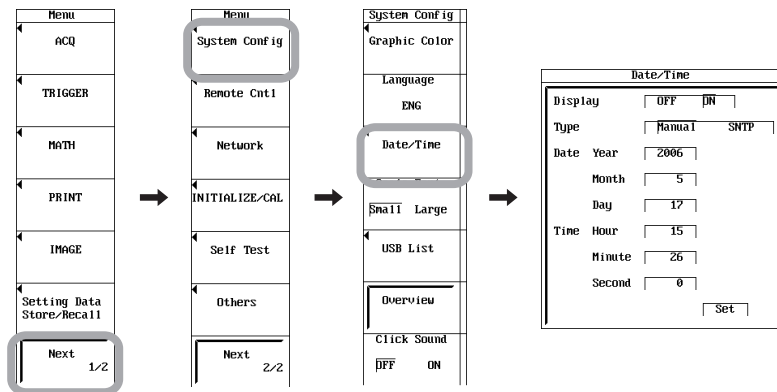 Menu
ACQ
TRIGGER
MATH
PRINT
IMAGE
Setting Data
Store/Recall
Next
1/2
Menu
System Config
Remote Cntl
Network
INITIALIZE/CAL
Self Test
Others
Next
2/2
System Config
Graphic Color
Language
ENG
Date/Time
Small Large
USB List
Overview
Click Sound
OFF ON
Date/Time
Display OFF ON
Type Manual SNTP
Date Year 2006
Month 5
Day 17
Time Hour 15
Minute 26
Second 0
Set